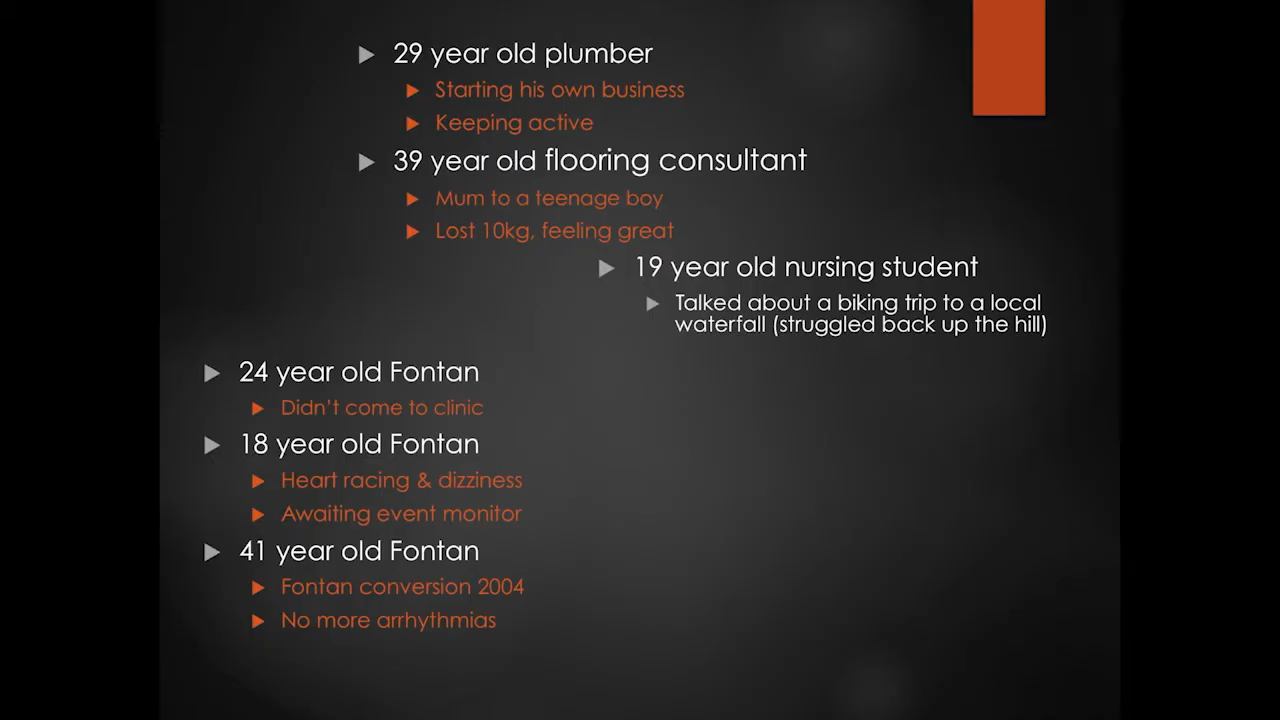 29 year old plumber
Starting his own business
Keeping active
39 year old flooring consultant
Mum to a teenage boy
Lost 10kg, feeling great
19 year old nursing student
Talked about a biking trip to a local
waterfall (struggled back up the hill)
24 year old Fontan
Didn't come to clinic
18 year old Fontan
Heart racing & dizziness
Awaiting event monitor
41 year old Fontan
Fontan conversion 2004
No more arrhythmias